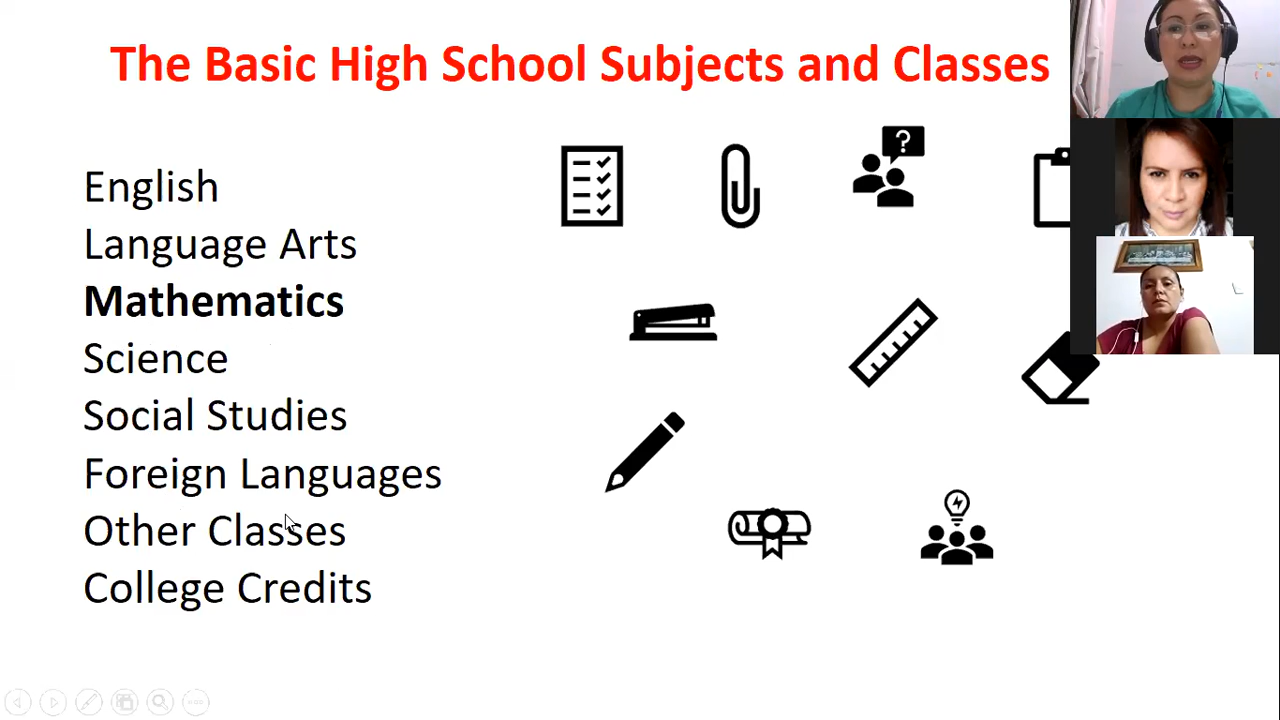 The Basic High School Subjects and Classes
English
Language Arts
Mathematics
Science
Social Studies
Foreign Languages
Other Classes
College Credits
?